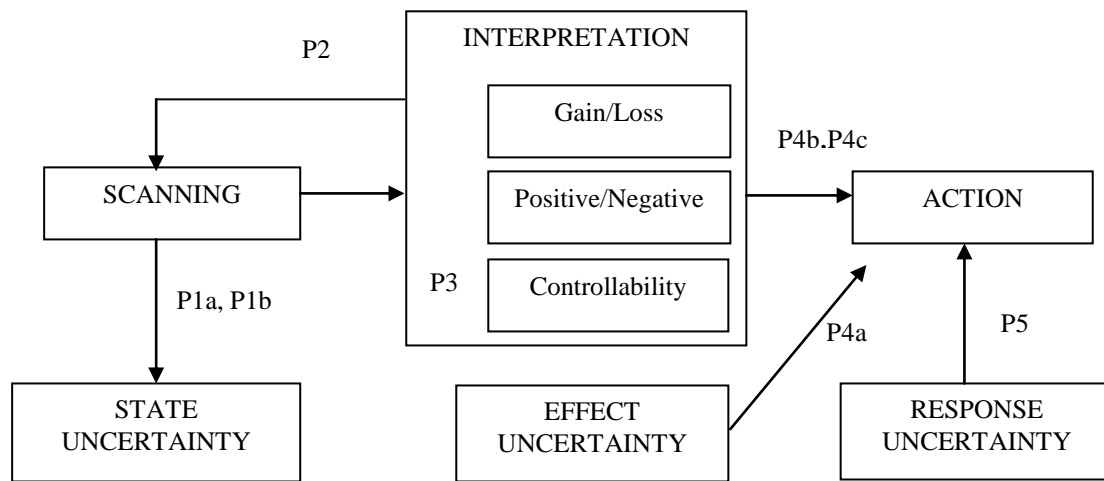 P2
INTERPRETATION
Gain/Loss
P4b.P4c
SCANNING
Positive/Negative
ACTION
P3
Controllability
P1a, P1b
P4a
P5
STATE
UNCERTAINTY
EFFECT
UNCERTAINTY
RESPONSE
UNCERTAINTY